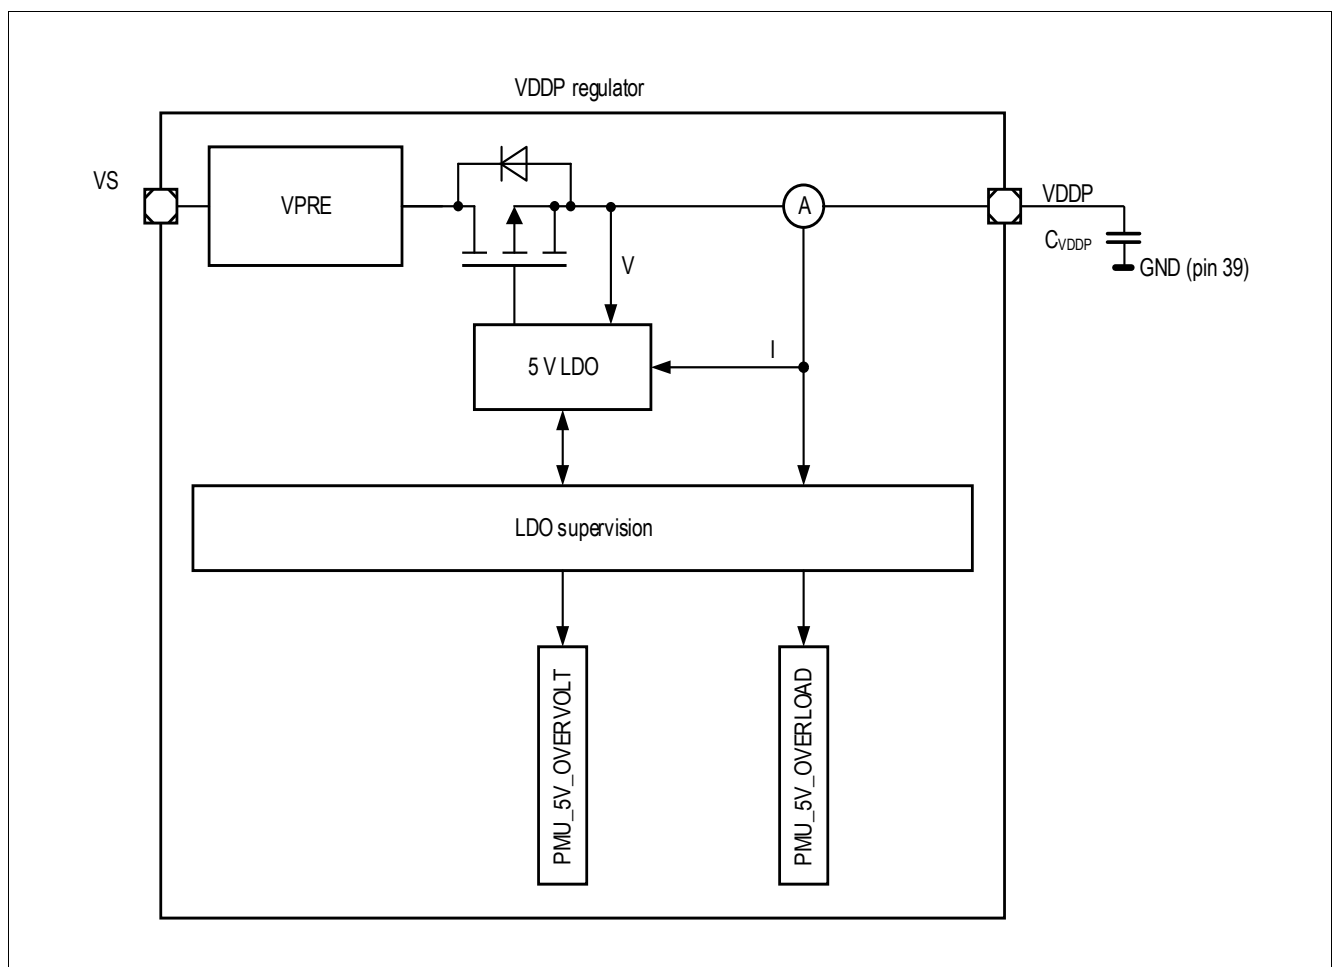 VDDP regulator
VS
VPRE
A
VDDP
CVDDP
GND (pin 39)
V
I
5 V LDO
LDO supervision
PMU_5V_OVERVOLT
PMU_5V_OVERLOAD